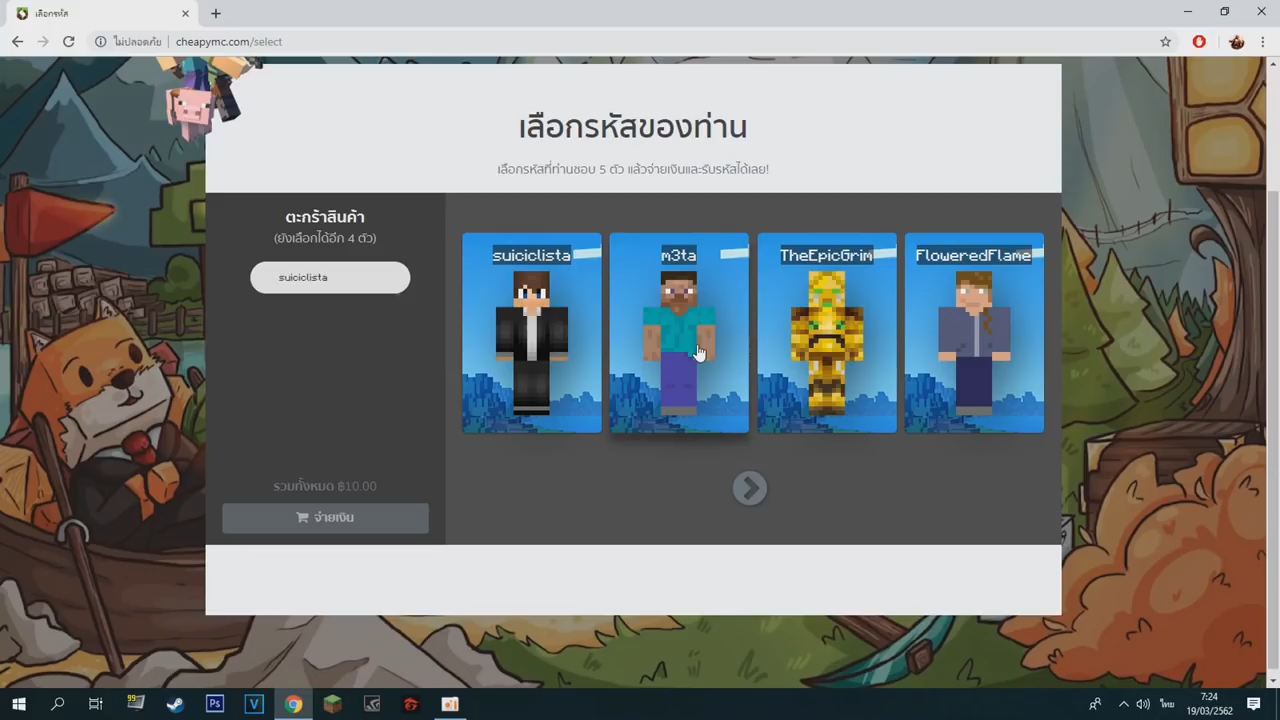 เลือกรหัส
ไม่ปลอดภัย
cheapymc.com/select
เลือกรหัสของท่าน
เลือกรหัสที่ท่านชอบ 5 ตัว แล้วจ่ายเงินและรับรหัสได้เลย!
ตะกร้าสินค้า
(ยังเลือกได้อีก 4 ตัว)
suiciclista
suiciclista
m3ta
TheEpicGrim
FloweredFlame
รวมทั้งหมด ฿10.00
จ่ายเงิน
99
Ps
V
ไทย
7:24
19/03/2562